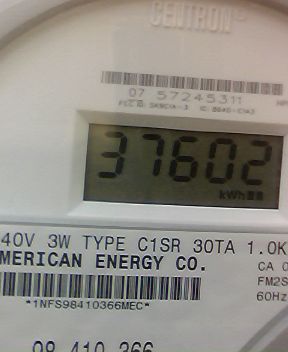 CENTRON
07 57245311
37602
kWh
40V 3W TYPE C1SR 30TA 1.0K
MERICAN ENERGY CO.
CA 0
FM2S
60Hz
*1NFS98410366MEC*
98 410 366